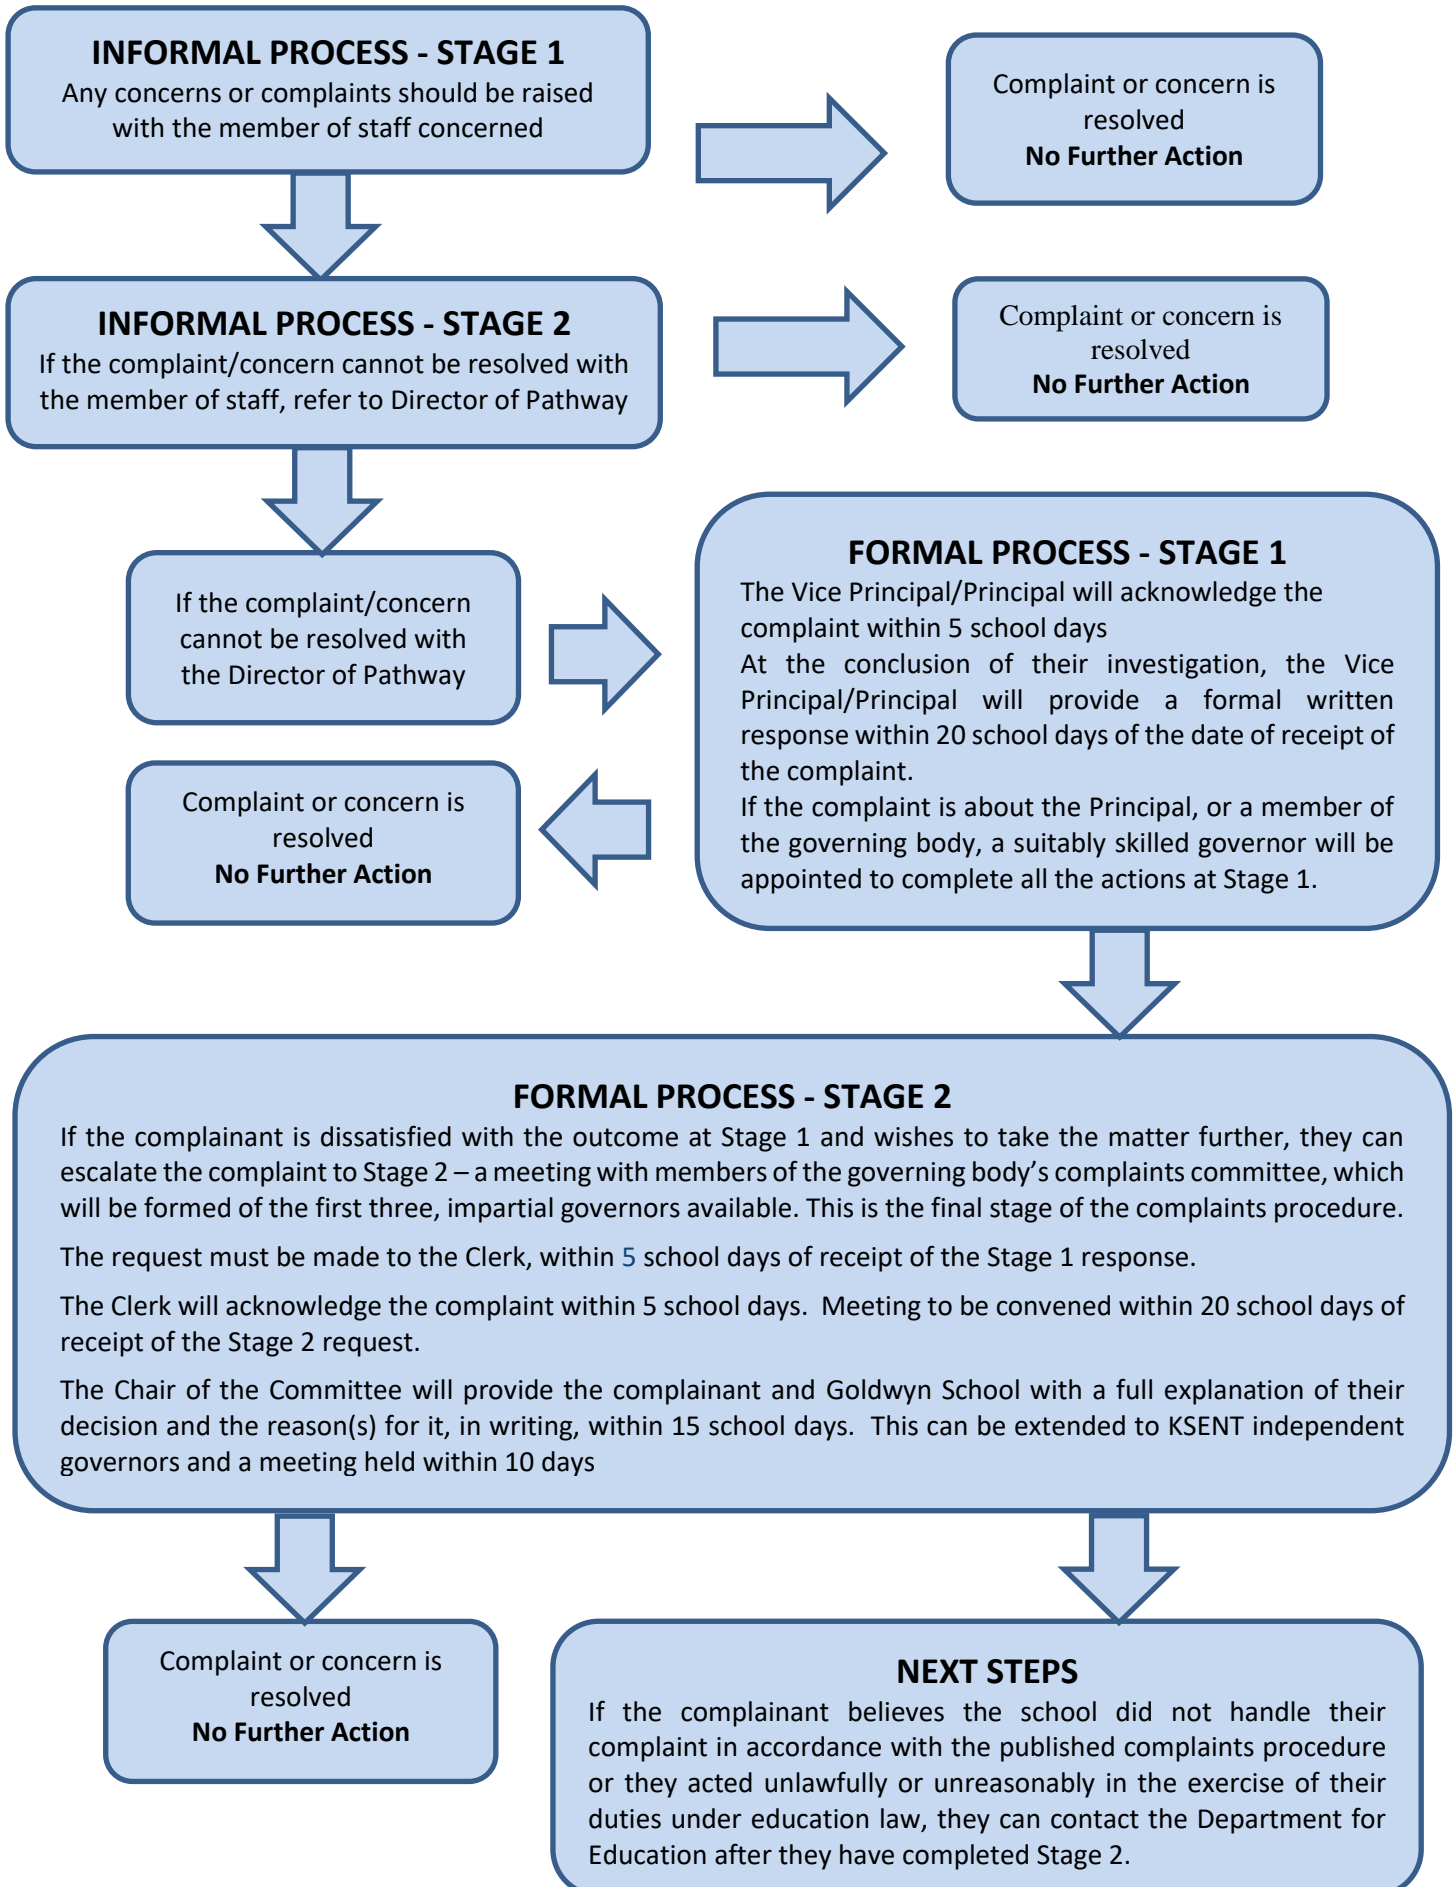 INFORMAL PROCESS - STAGE 1
Any concerns or complaints should be raised
with the member of staff concerned
Complaint or concern is
resolved
No Further Action
INFORMAL PROCESS - STAGE 2
If the complaint/concern cannot be resolved with
the member of staff, refer to Director of Pathway
Complaint or concern is
resolved
No Further Action
If the complaint/concern
cannot be resolved with
the Director of Pathway
FORMAL PROCESS - STAGE 1
The Vice Principal/Principal will acknowledge the
complaint within 5 school days
At the conclusion of their investigation, the Vice
Principal/Principal will provide a formal written
response within 20 school days of the date of receipt of
the complaint.
If the complaint is about the Principal, or a member of
the governing body, a suitably skilled governor will be
appointed to complete all the actions at Stage 1.
Complaint or concern is
resolved
No Further Action
FORMAL PROCESS - STAGE 2
If the complainant is dissatisfied with the outcome at Stage 1 and wishes to take the matter further, they can
escalate the complaint to Stage 2 – a meeting with members of the governing body’s complaints committee, which
will be formed of the first three, impartial governors available. This is the final stage of the complaints procedure.
The request must be made to the Clerk, within 5 school days of receipt of the Stage 1 response.
The Clerk will acknowledge the complaint within 5 school days.  Meeting to be convened within 20 school days of
receipt of the Stage 2 request.
The Chair of the Committee will provide the complainant and Goldwyn School with a full explanation of their
decision and the reason(s) for it, in writing, within 15 school days.  This can be extended to KSENT independent
governors and a meeting held within 10 days
Complaint or concern is
resolved
No Further Action
NEXT STEPS
If the complainant believes the school did not handle their
complaint in accordance with the published complaints procedure
or they acted unlawfully or unreasonably in the exercise of their
duties under education law, they can contact the Department for
Education after they have completed Stage 2.